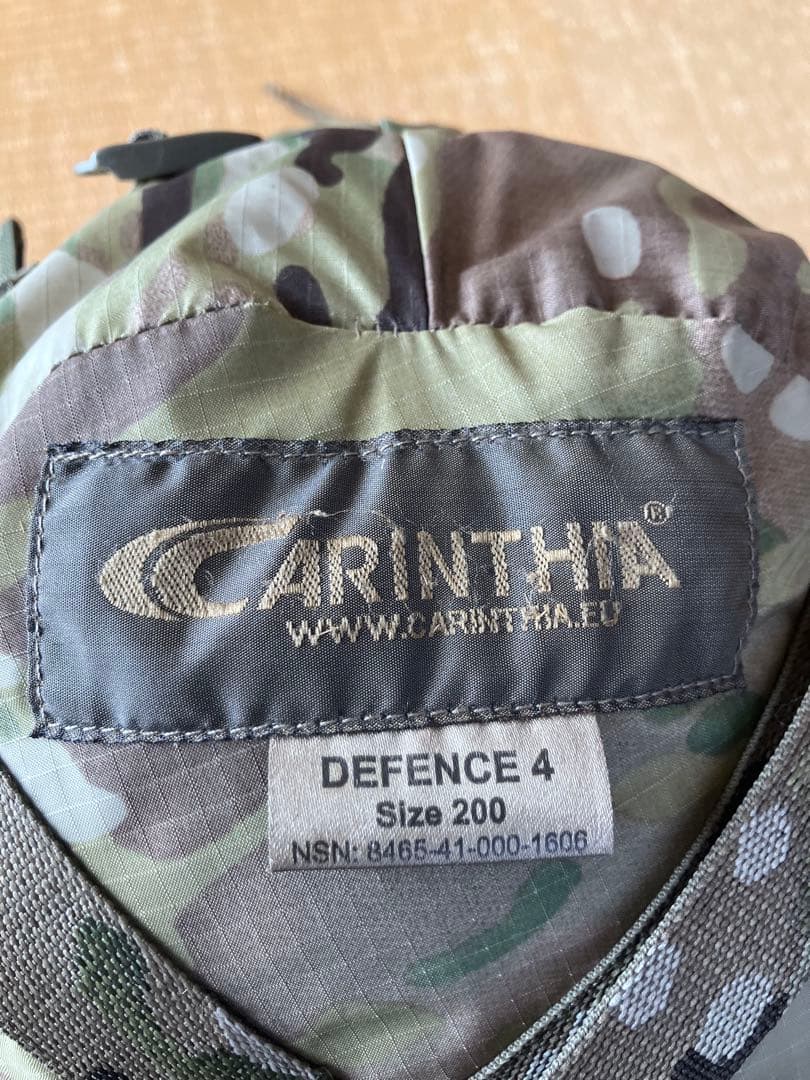 CARINTHIA®
WWW.CARINTHIA.EU
DEFENCE 4
Size 200
NSN: 8465-41-000-1606